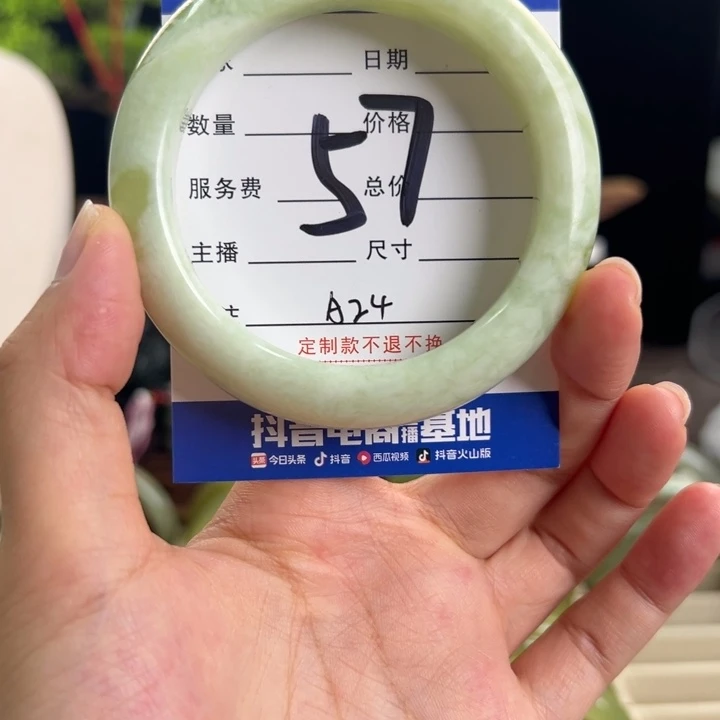 日期
数量 价格
57
服务费 总价
主播 尺寸
A24
定制款不退不换
抖音电商直播基地
头条 今日头条 抖音 西瓜视频 抖音火山版